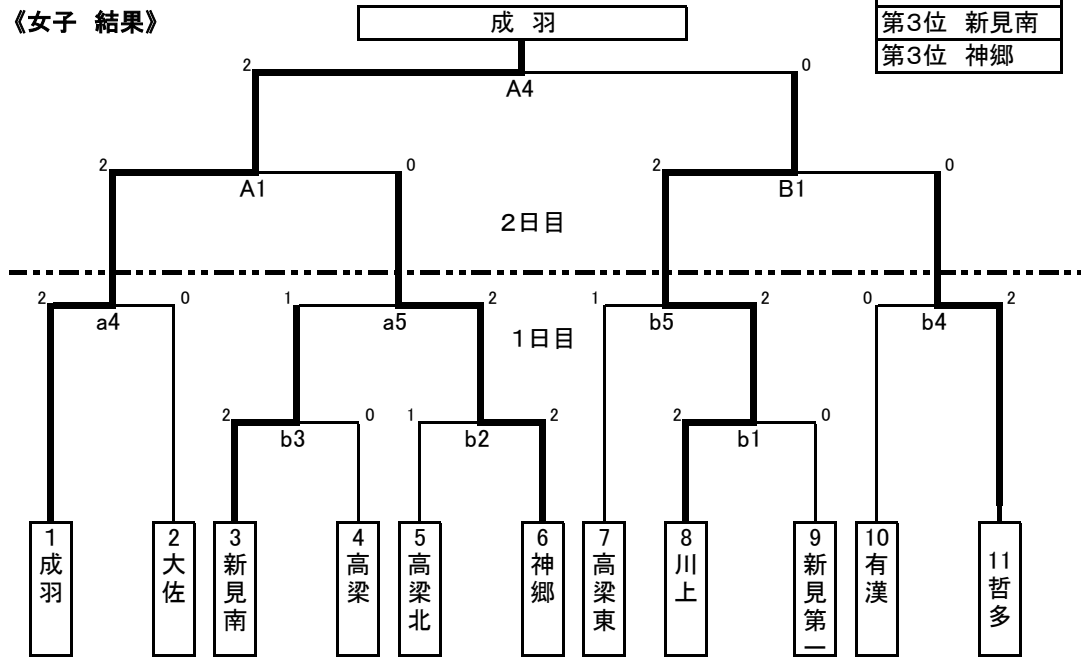 《女子 結果》
成 羽
第3位 新見南
第3位 神郷
2
0
A4
2
0
2
0
A1
B1
2日目
2
0
1
2
1
2
0
2
a4
a5
b5
b4
1日目
2
0
1
2
2
0
b3
b2
b1
1
成羽
2
大佐
3
新見南
4
高梁
5
高梁北
6
神郷
7
高梁東
8
川上
9
新見第一
10
有漢
11
哲多